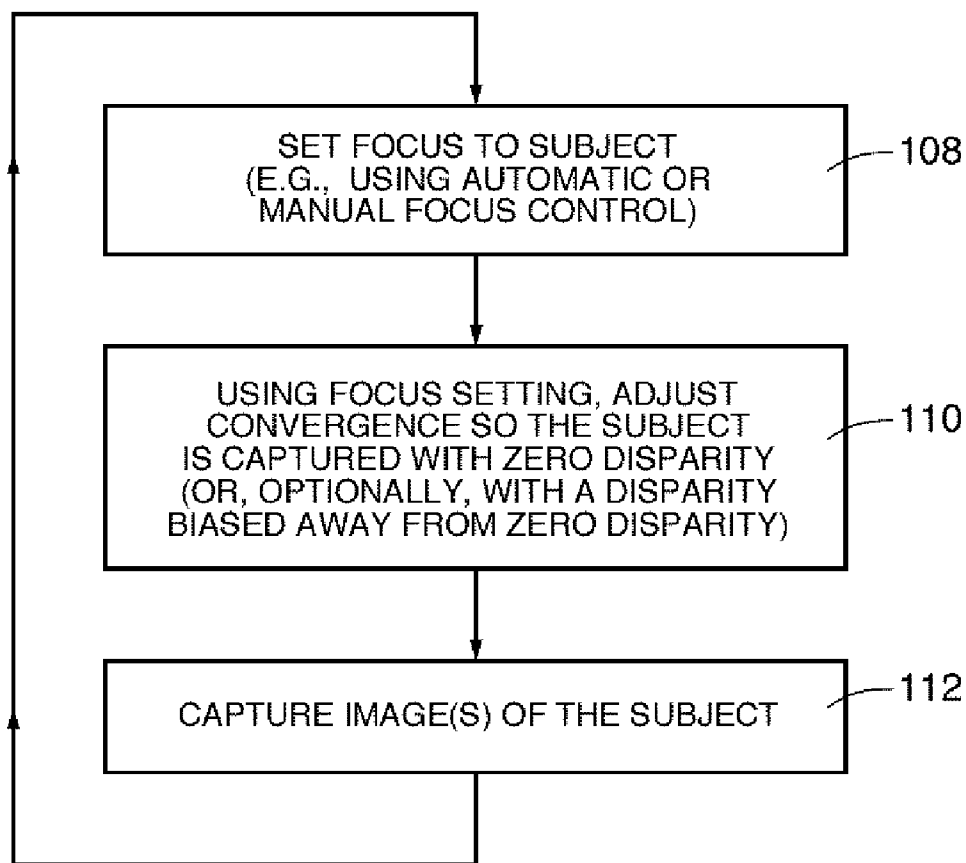 SET FOCUS TO SUBJECT
(E.G., USING AUTOMATIC OR
MANUAL FOCUS CONTROL)
108
USING FOCUS SETTING, ADJUST
CONVERGENCE SO THE SUBJECT
IS CAPTURED WITH ZERO DISPARITY
(OR, OPTIONALLY, WITH A DISPARITY
BIASED AWAY FROM ZERO DISPARITY)
110
CAPTURE IMAGE(S) OF THE SUBJECT
112